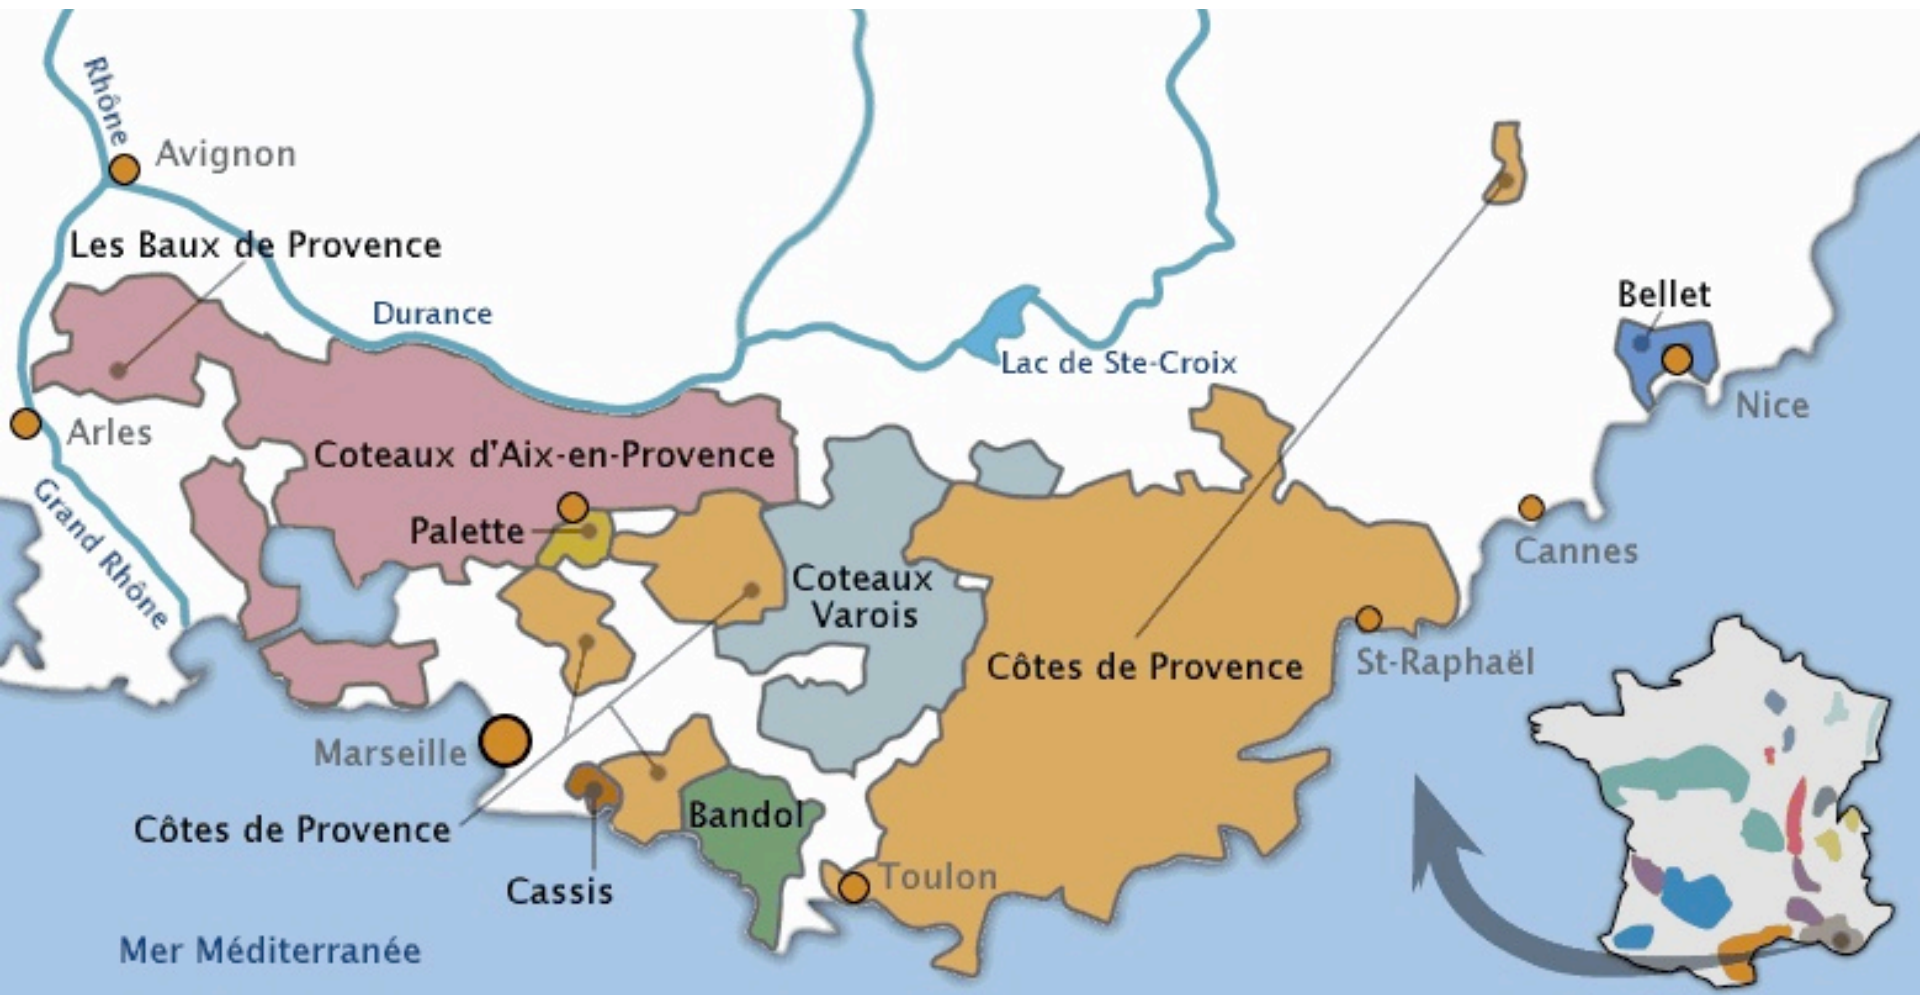 Rhône
Avignon
Les Baux de Provence
Durance
Bellet
Lac de Ste-Croix
Nice
Arles
Coteaux d'Aix-en-Provence
Grand Rhône
Palette
Cannes
Coteaux
Varois
Côtes de Provence
St-Raphaël
Marseille
Bandol
Côtes de Provence
Toulon
Cassis
Mer Méditerranée